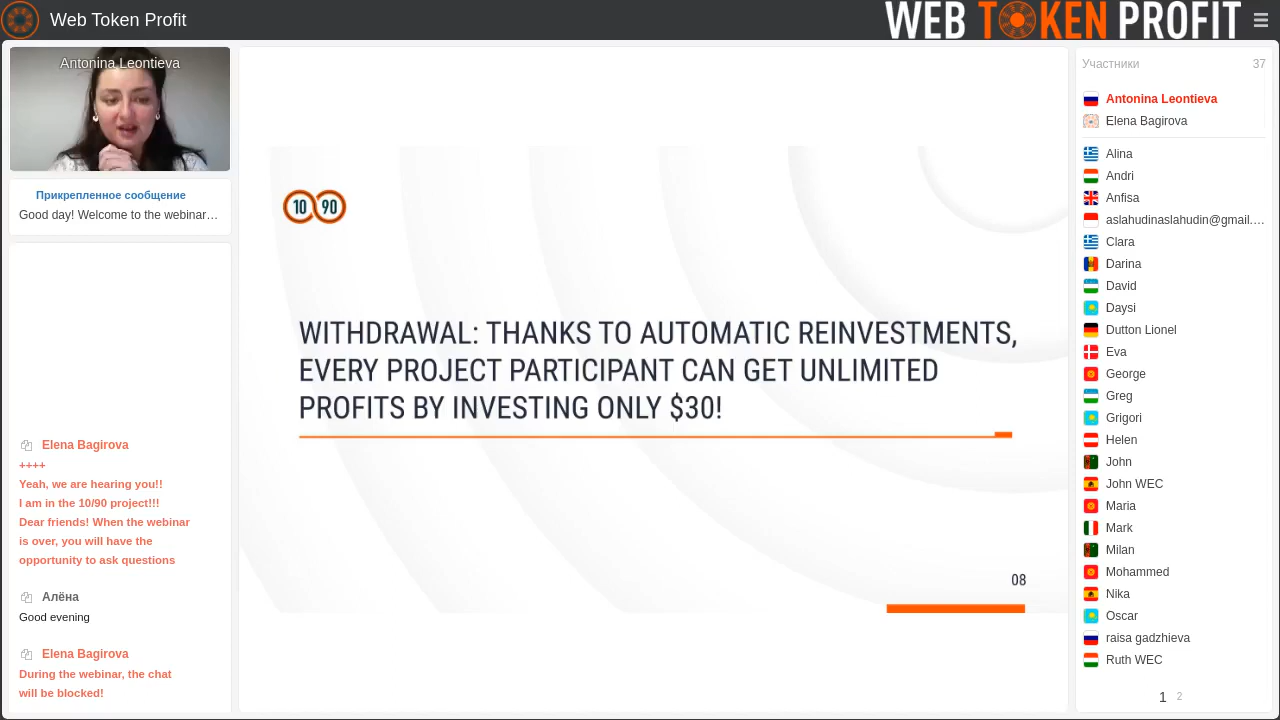 Web Token Profit
WEB TOKEN PROFIT
Antonina Leontieva
Прикрепленное сообщение
Good day! Welcome to the webinar…
Elena Bagirova
++++
Yeah, we are hearing you!!
I am in the 10/90 project!!!
Dear friends! When the webinar
is over, you will have the
opportunity to ask questions
Алёна
Good evening
Elena Bagirova
During the webinar, the chat
will be blocked!
10 90
WITHDRAWAL: THANKS TO AUTOMATIC REINVESTMENTS,
EVERY PROJECT PARTICIPANT CAN GET UNLIMITED
PROFITS BY INVESTING ONLY $30!
08
Участники 37
Antonina Leontieva
Elena Bagirova
Alina
Andri
Anfisa
aslahudinaslahudin@gmail.…
Clara
Darina
David
Daysi
Dutton Lionel
Eva
George
Greg
Grigori
Helen
John
John WEC
Maria
Mark
Milan
Mohammed
Nika
Oscar
raisa gadzhieva
Ruth WEC
1 2